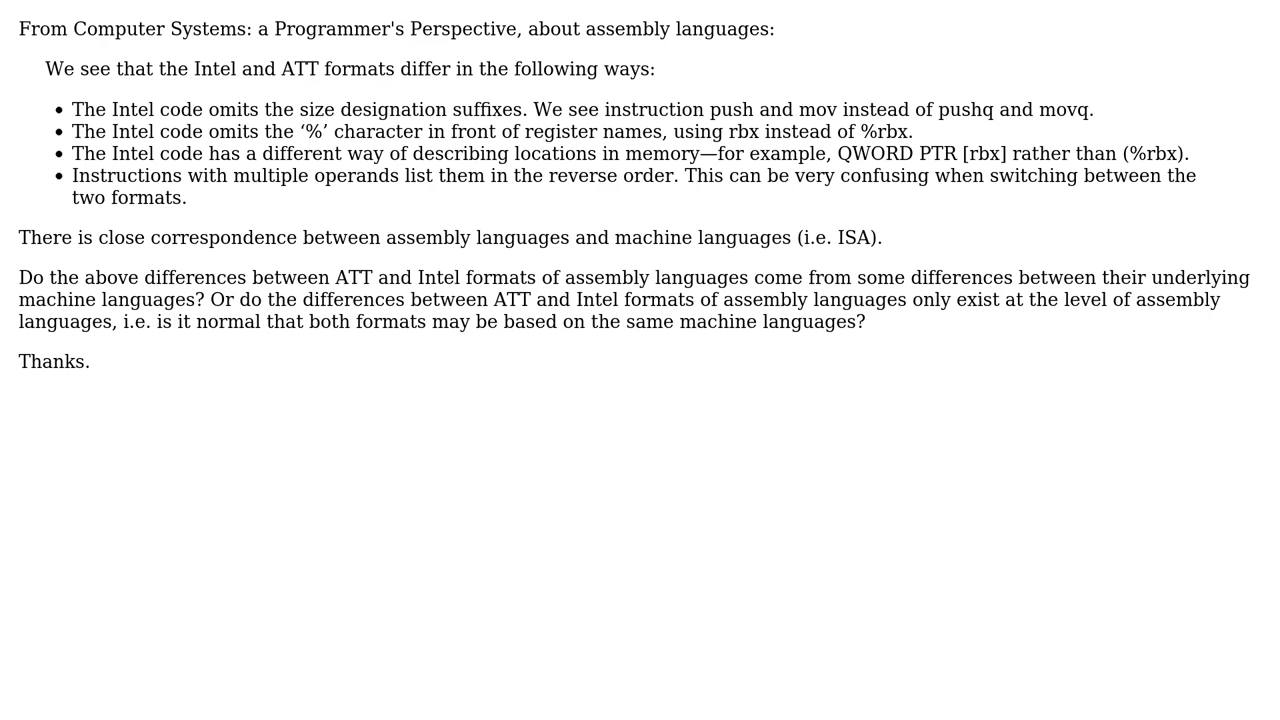 From Computer Systems: a Programmer's Perspective, about assembly languages:
We see that the Intel and ATT formats differ in the following ways:
• The Intel code omits the size designation suffixes. We see instruction push and mov instead of pushq and movq.
• The Intel code omits the ‘%’ character in front of register names, using rbx instead of %rbx.
• The Intel code has a different way of describing locations in memory—for example, QWORD PTR [rbx] rather than (%rbx).
• Instructions with multiple operands list them in the reverse order. This can be very confusing when switching between the
two formats.
There is close correspondence between assembly languages and machine languages (i.e. ISA).
Do the above differences between ATT and Intel formats of assembly languages come from some differences between their underlying
machine languages? Or do the differences between ATT and Intel formats of assembly languages only exist at the level of assembly
languages, i.e. is it normal that both formats may be based on the same machine languages?
Thanks.